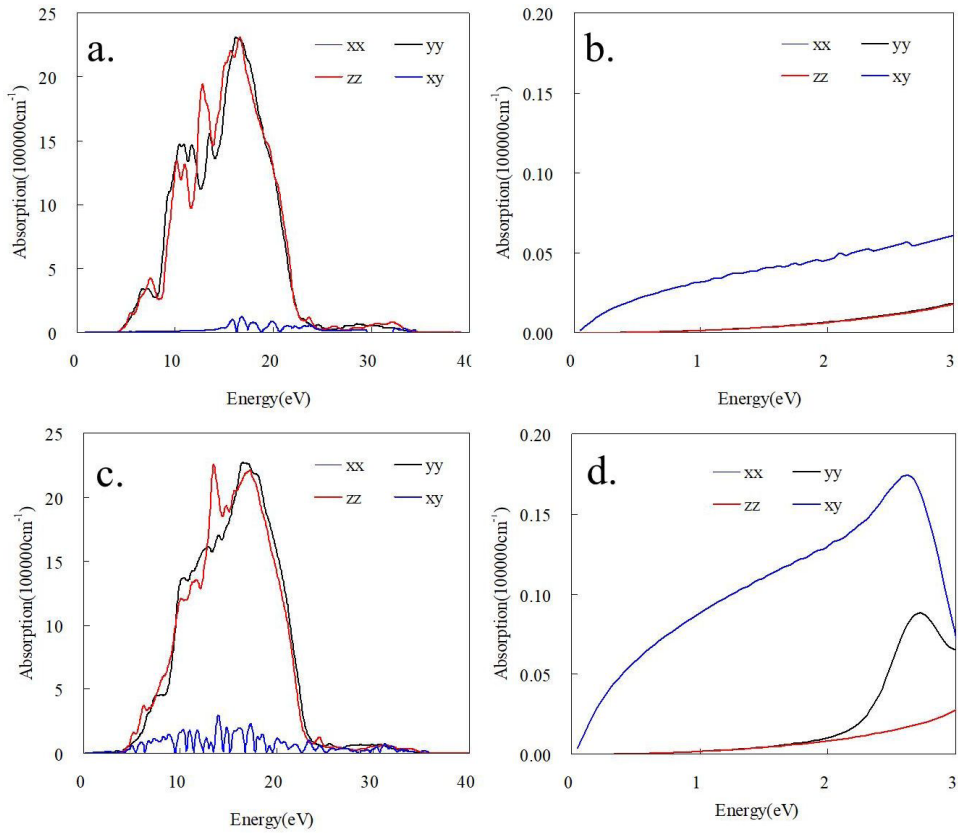 a.
xx yy
zz xy
25
20
15
10
5
0
Absorption(100000cm⁻¹)
0 10 20 30 40
Energy(eV)
b.
xx yy
zz xy
0.20
0.15
0.10
0.05
0.00
Absorption(100000cm⁻¹)
0 1 2 3
Energy(eV)
c.
xx yy
zz xy
25
20
15
10
5
0
Absorption(100000cm⁻¹)
0 10 20 30 40
Energy(eV)
d.
xx yy
zz xy
0.20
0.15
0.10
0.05
0.00
Absorption(100000cm⁻¹)
0 1 2 3
Energy(eV)